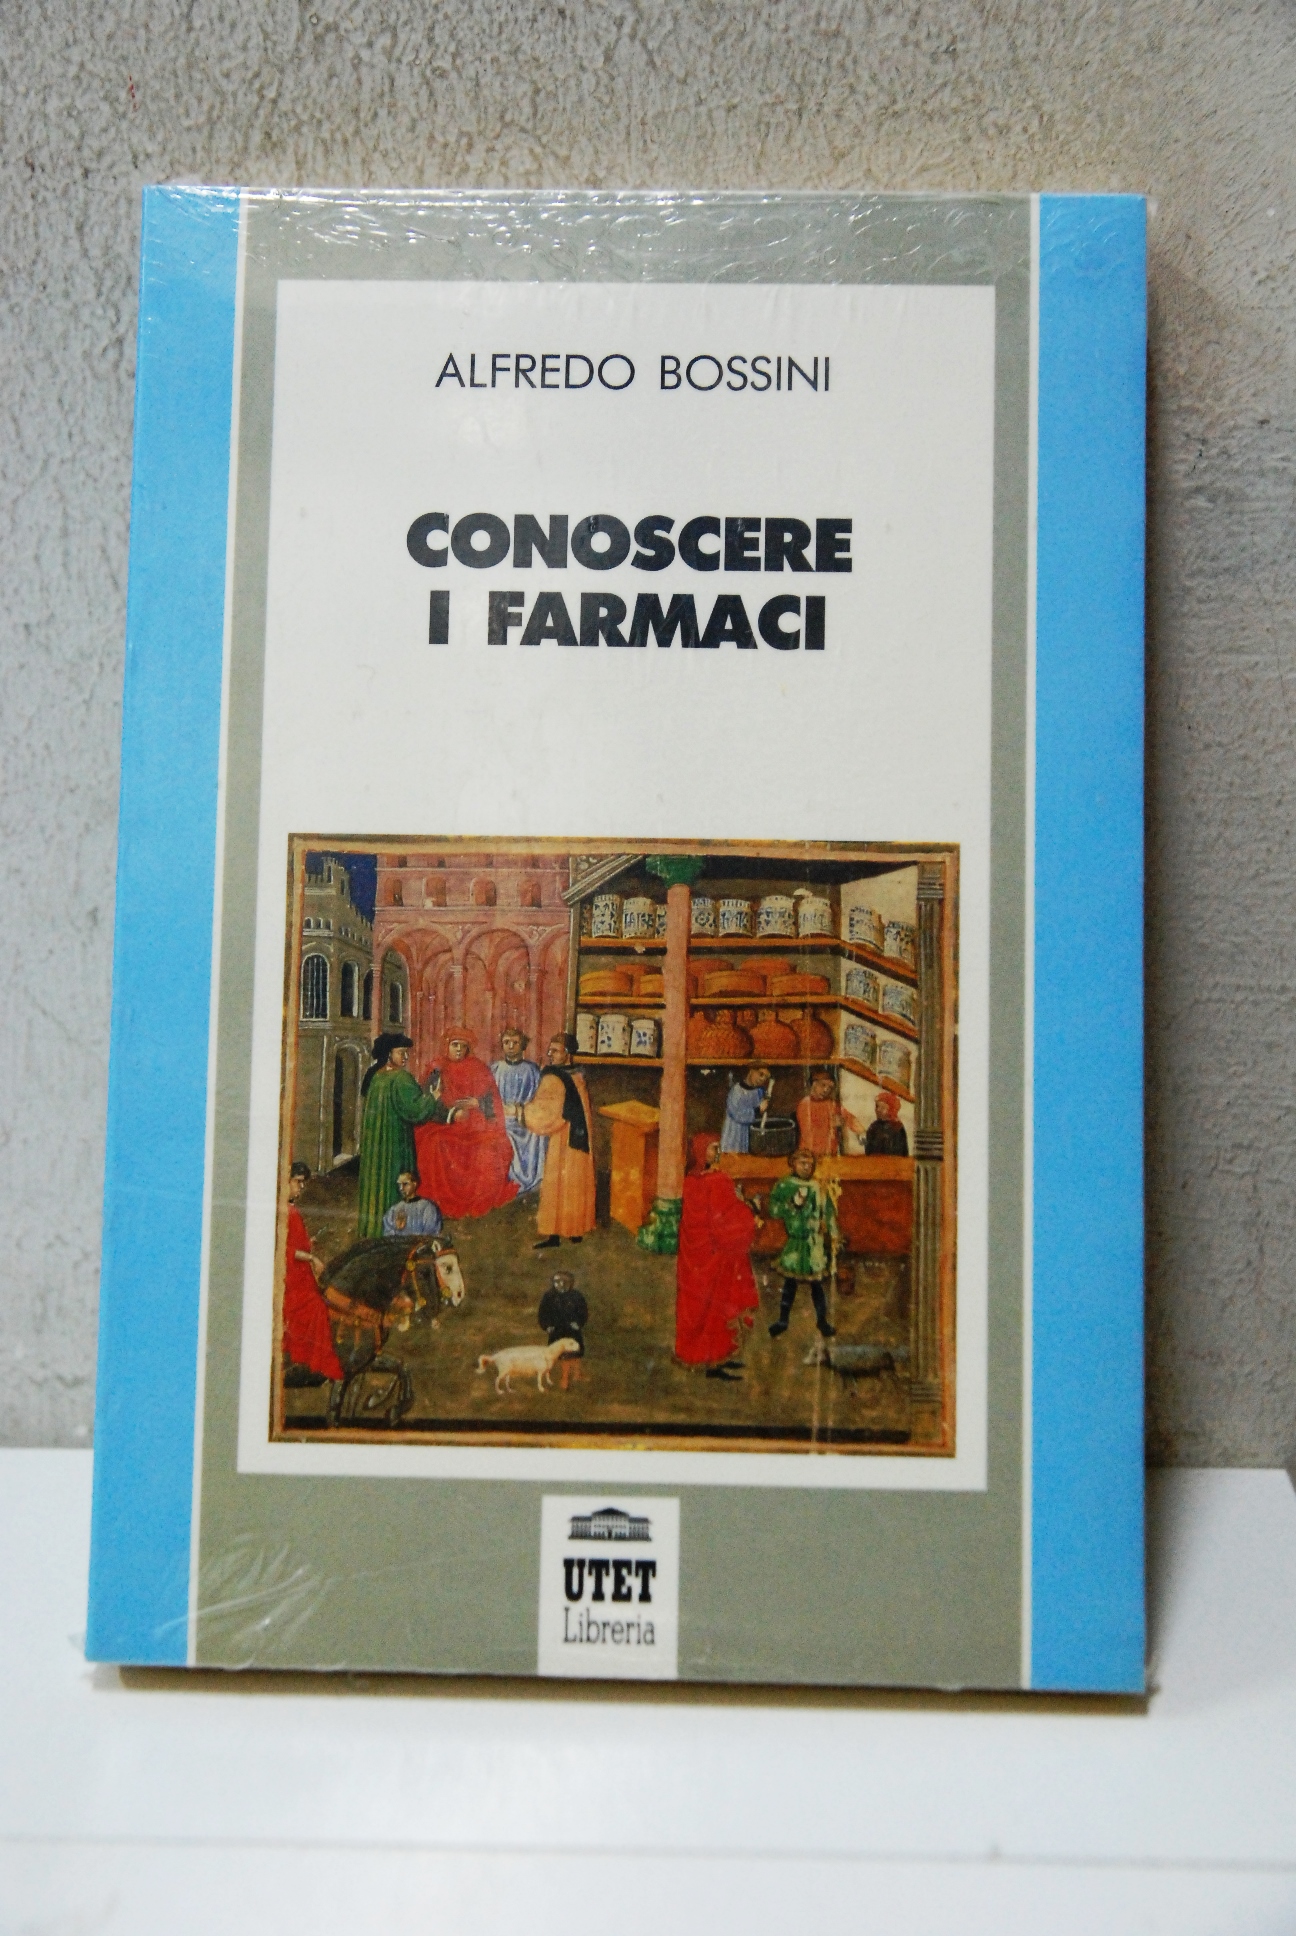 ALFREDO BOSSINI
CONOSCERE
I FARMACI
UTET
Libreria